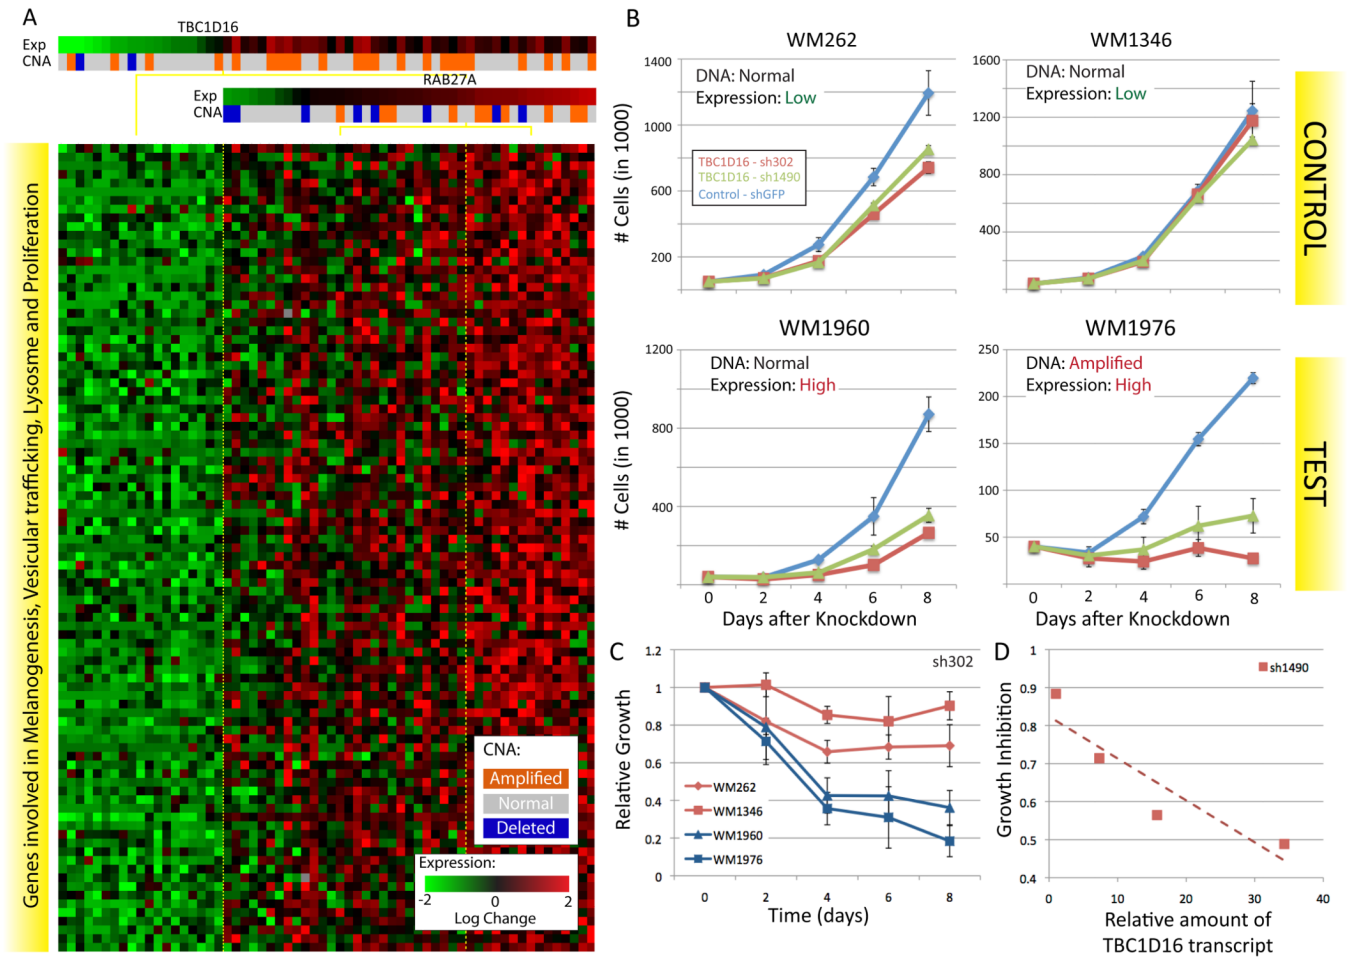 A
TBC1D16
Exp
CNA
RAB27A
Exp
CNA
Genes involved in Melanogenesis, Vesicular trafficking, Lysosme and Proliferation
CNA:
Amplified
Normal
Deleted
Expression:
-2 0 2
Log Change
B
WM262
1400
1000
600
200
# Cells (in 1000)
DNA: Normal
Expression: Low
TBC1D16 - sh302
TBC1D16 - sh1490
Control - shGFP
WM1346
1600
1200
800
400
DNA: Normal
Expression: Low
CONTROL
WM1960
1200
800
400
# Cells (in 1000)
DNA: Normal
Expression: High
0 2 4 6 8
Days after Knockdown
WM1976
250
200
150
100
50
DNA: Amplified
Expression: High
0 2 4 6 8
Days after Knockdown
TEST
C
sh302
1.2
1
0.8
0.6
0.4
0.2
0
Relative Growth
WM262
WM1346
WM1960
WM1976
0 2 4 6 8
Time (days)
D
sh1490
1
0.9
0.8
0.7
0.6
0.5
0.4
Growth Inhibition
0 10 20 30 40
Relative amount of
TBC1D16 transcript